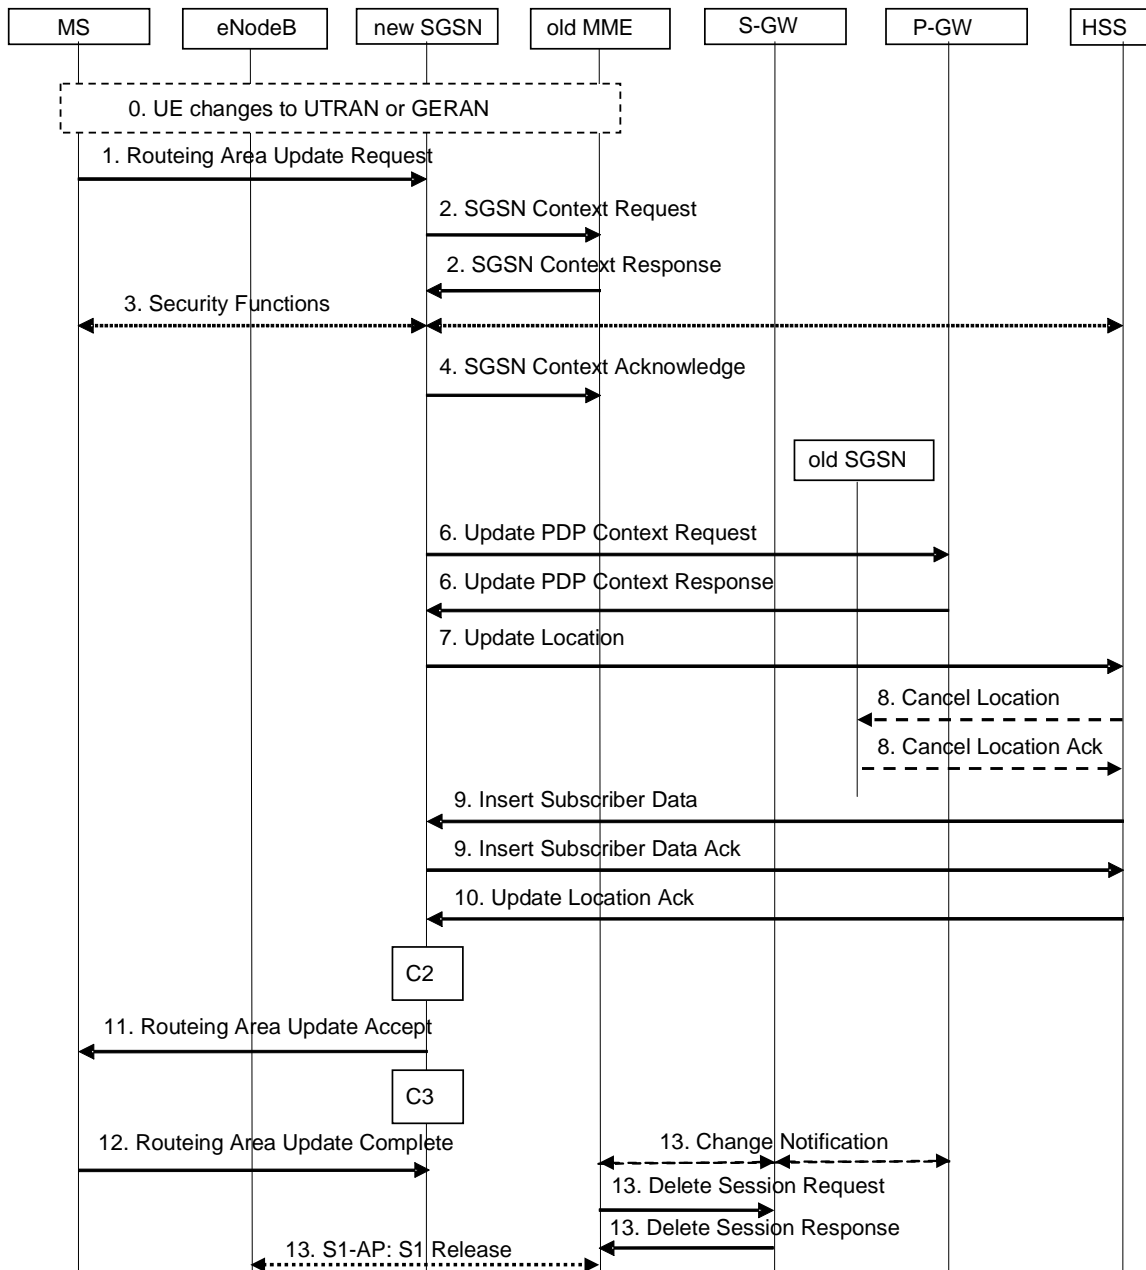 MS
eNodeB
new SGSN
old MME
S-GW
P-GW
HSS
0. UE changes to UTRAN or GERAN
1. Routeing Area Update Request
2. SGSN Context Request
2. SGSN Context Response
3. Security Functions
4. SGSN Context Acknowledge
old SGSN
6. Update PDP Context Request
6. Update PDP Context Response
7. Update Location
8. Cancel Location
8. Cancel Location Ack
9. Insert Subscriber Data
9. Insert Subscriber Data Ack
10. Update Location Ack
C2
11. Routeing Area Update Accept
C3
12. Routeing Area Update Complete
13. Change Notification
13. Delete Session Request
13. Delete Session Response
13. S1-AP: S1 Release